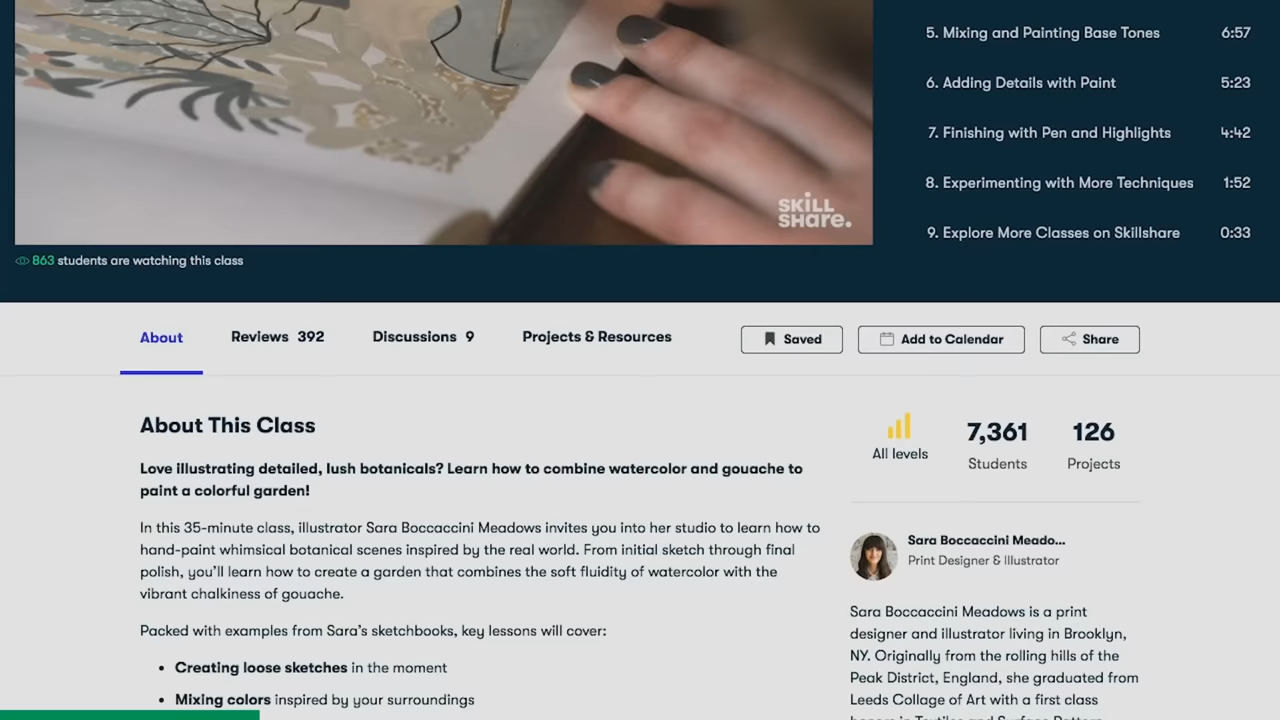 5. Mixing and Painting Base Tones 6:57
6. Adding Details with Paint 5:23
7. Finishing with Pen and Highlights 4:42
8. Experimenting with More Techniques 1:52
9. Explore More Classes on Skillshare 0:33
SKILL
SHARE.
863 students are watching this class
About Reviews 392 Discussions 9 Projects & Resources Saved Add to Calendar Share
About This Class
Love illustrating detailed, lush botanicals? Learn how to combine watercolor and gouache to
paint a colorful garden!
In this 35-minute class, illustrator Sara Boccaccini Meadows invites you into her studio to learn how to
hand-paint whimsical botanical scenes inspired by the real world. From initial sketch through final
polish, you’ll learn how to create a garden that combines the soft fluidity of watercolor with the
vibrant chalkiness of gouache.
Packed with examples from Sara’s sketchbooks, key lessons will cover:
• Creating loose sketches in the moment
• Mixing colors inspired by your surroundings
All levels
7,361
Students
126
Projects
Sara Boccaccini Meado...
Print Designer & Illustrator
Sara Boccaccini Meadows is a print
designer and illustrator living in Brooklyn,
NY. Originally from the rolling hills of the
Peak District, England, she graduated from
Leeds Collage of Art with a first class
honors in Textiles and Surface Pattern